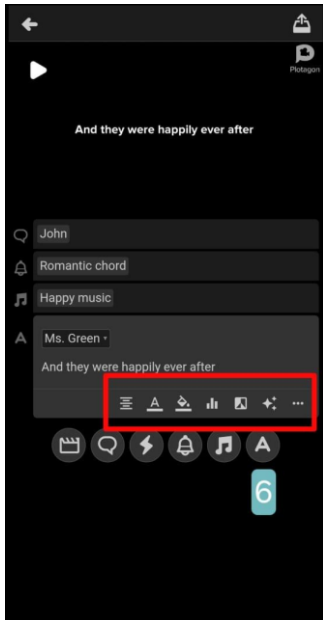 Plotagon
And they were happily ever after
John
Romantic chord
Happy music
A
Ms. Green
And they were happily ever after
A
A
6